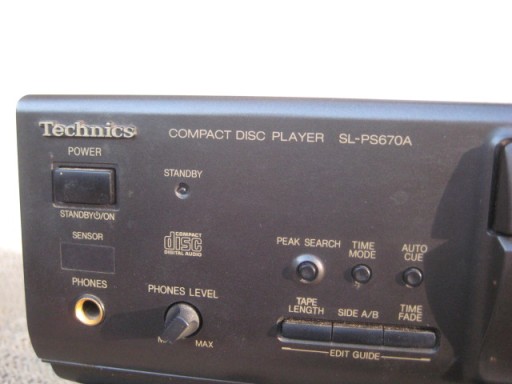 Technics
COMPACT DISC PLAYER SL-PS670A
POWER
STANDBY
STANDBY⏻/ON
SENSOR
COMPACT
disc
DIGITAL AUDIO
PEAK SEARCH
TIME
MODE
AUTO
CUE
PHONES
PHONES LEVEL
MAX
TAPE
LENGTH
SIDE A/B
TIME
FADE
EDIT GUIDE